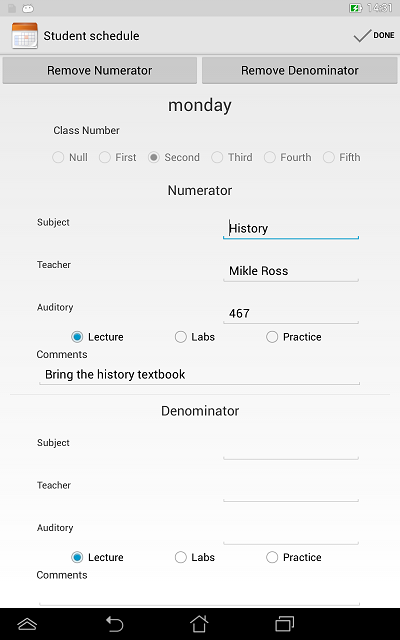 14:31
Student schedule
DONE
Remove Numerator
Remove Denominator
monday
Class Number
Null First Second Third Fourth Fifth
Numerator
Subject History
Teacher Mikle Ross
Auditory 467
Lecture Labs Practice
Comments
Bring the history textbook
Denominator
Subject
Teacher
Auditory
Lecture Labs Practice
Comments